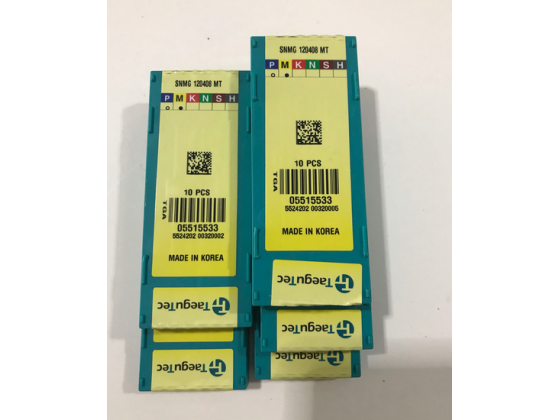 SNMG 120408 MT
P M K N S H
10 PCS
TGA
05515533
5524202 00320002
MADE IN KOREA
TaeguTec
SNMG 120408 MT
P M K N S H
10 PCS
TGA
05515533
5524202 00320005
MADE IN KOREA
TaeguTec
TaeguTec
TaeguTec
TaeguTec